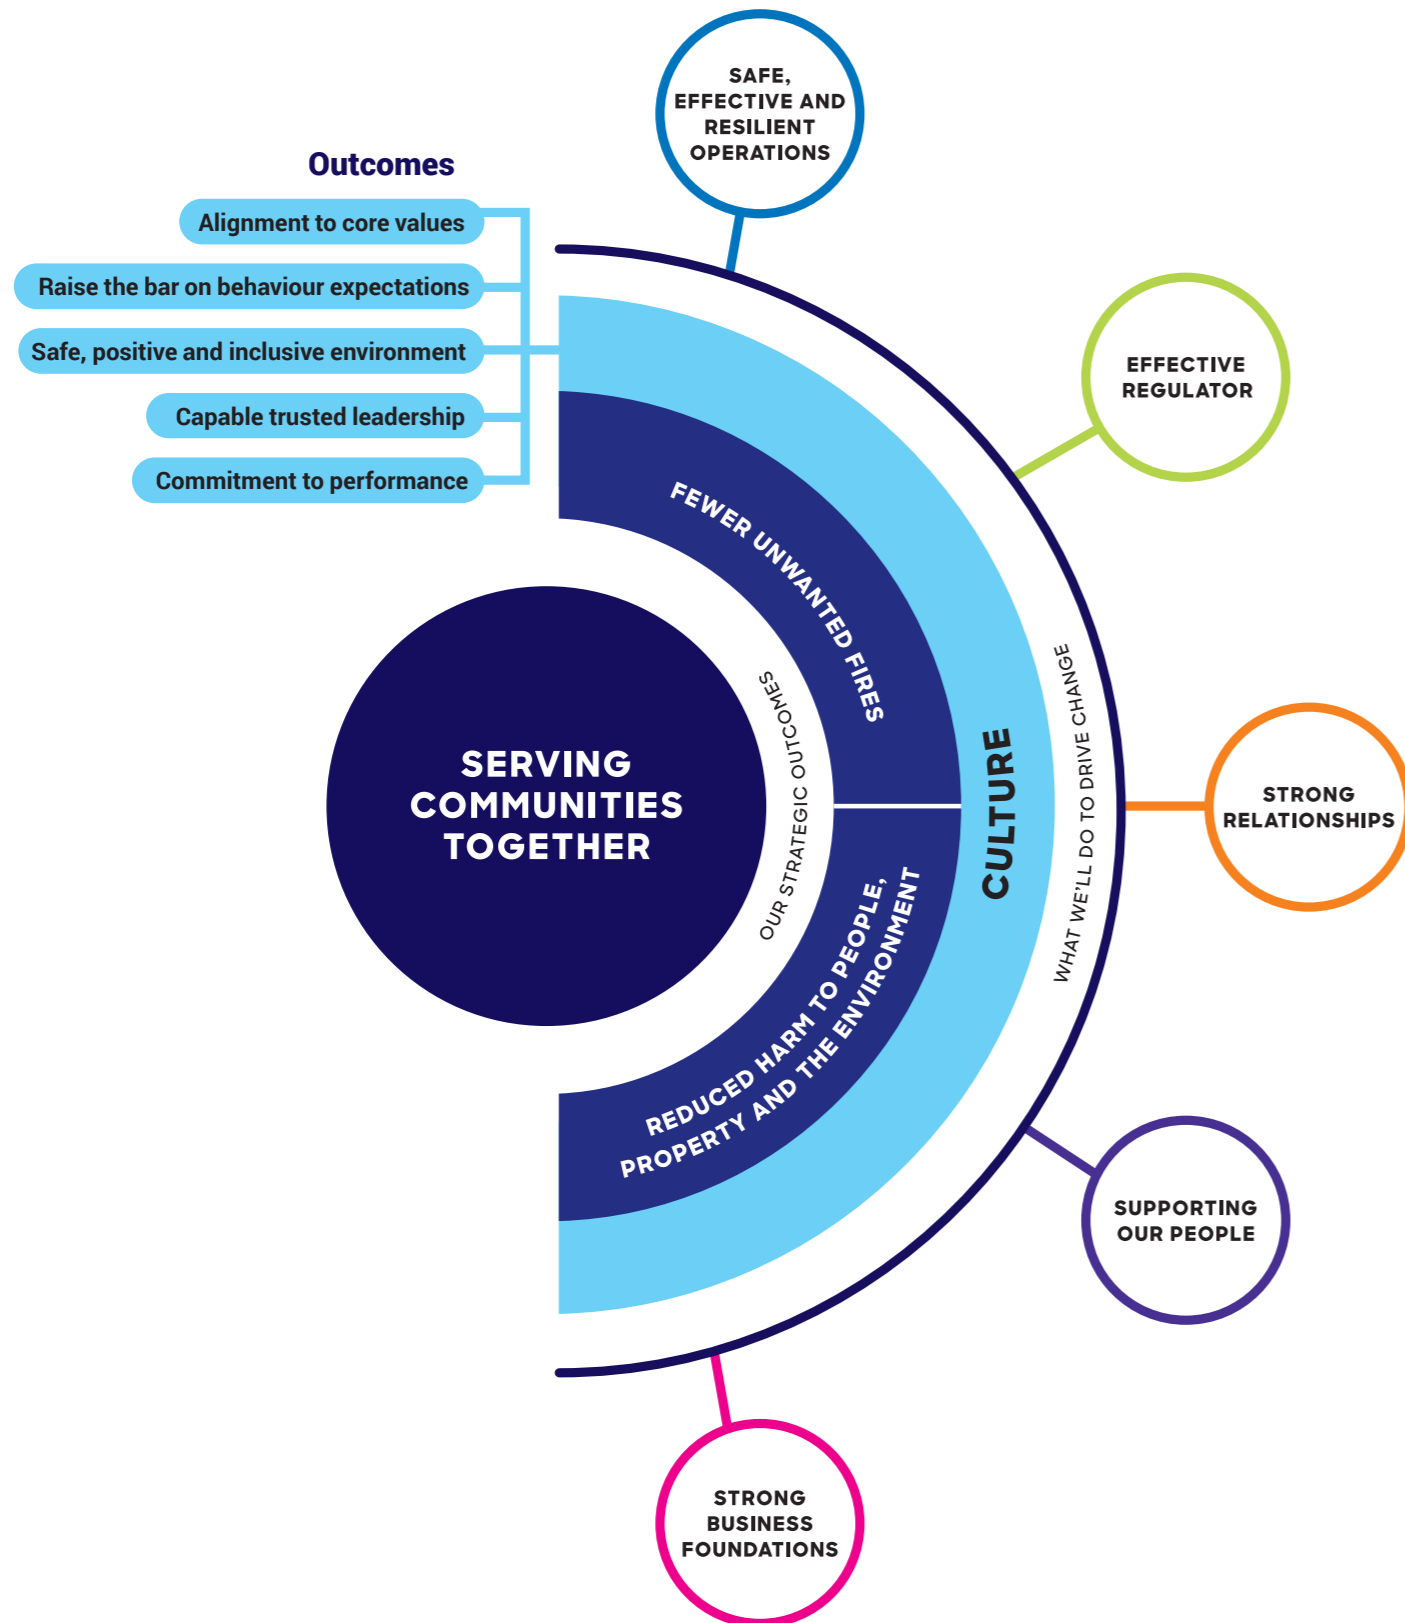 SAFE,
EFFECTIVE AND
RESILIENT
OPERATIONS
Outcomes
Alignment to core values
Raise the bar on behaviour expectations
Safe, positive and inclusive environment
Capable trusted leadership
Commitment to performance
EFFECTIVE
REGULATOR
FEWER UNWANTED FIRES
SERVING
COMMUNITIES
TOGETHER
OUR STRATEGIC OUTCOMES
CULTURE
WHAT WE'LL DO TO DRIVE CHANGE
STRONG
RELATIONSHIPS
REDUCED HARM TO PEOPLE,
PROPERTY AND THE ENVIRONMENT
SUPPORTING
OUR PEOPLE
STRONG
BUSINESS
FOUNDATIONS